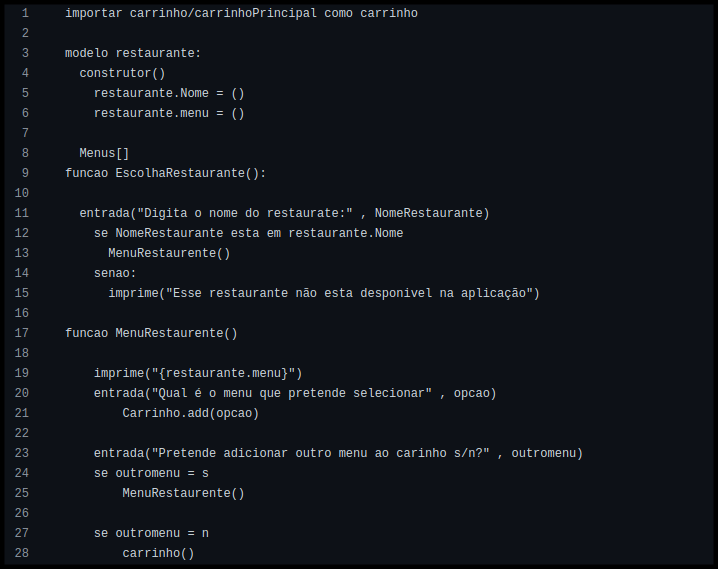 1 importar carrinho/carrinhoPrincipal como carrinho
2
3 modelo restaurante:
4 construtor()
5 restaurante.Nome = ()
6 restaurante.menu = ()
7
8 Menus[]
9 funcao EscolhaRestaurante():
10
11 entrada("Digita o nome do restaurate:" , NomeRestaurante)
12 se NomeRestaurante esta em restaurante.Nome
13 MenuRestaurente()
14 senao:
15 imprime("Esse restaurante não esta desponivel na aplicação")
16
17 funcao MenuRestaurente()
18
19 imprime("{restaurante.menu}")
20 entrada("Qual é o menu que pretende selecionar" , opcao)
21 Carrinho.add(opcao)
22
23 entrada("Pretende adicionar outro menu ao carinho s/n?" , outromenu)
24 se outromenu = s
25 MenuRestaurente()
26
27 se outromenu = n
28 carrinho()